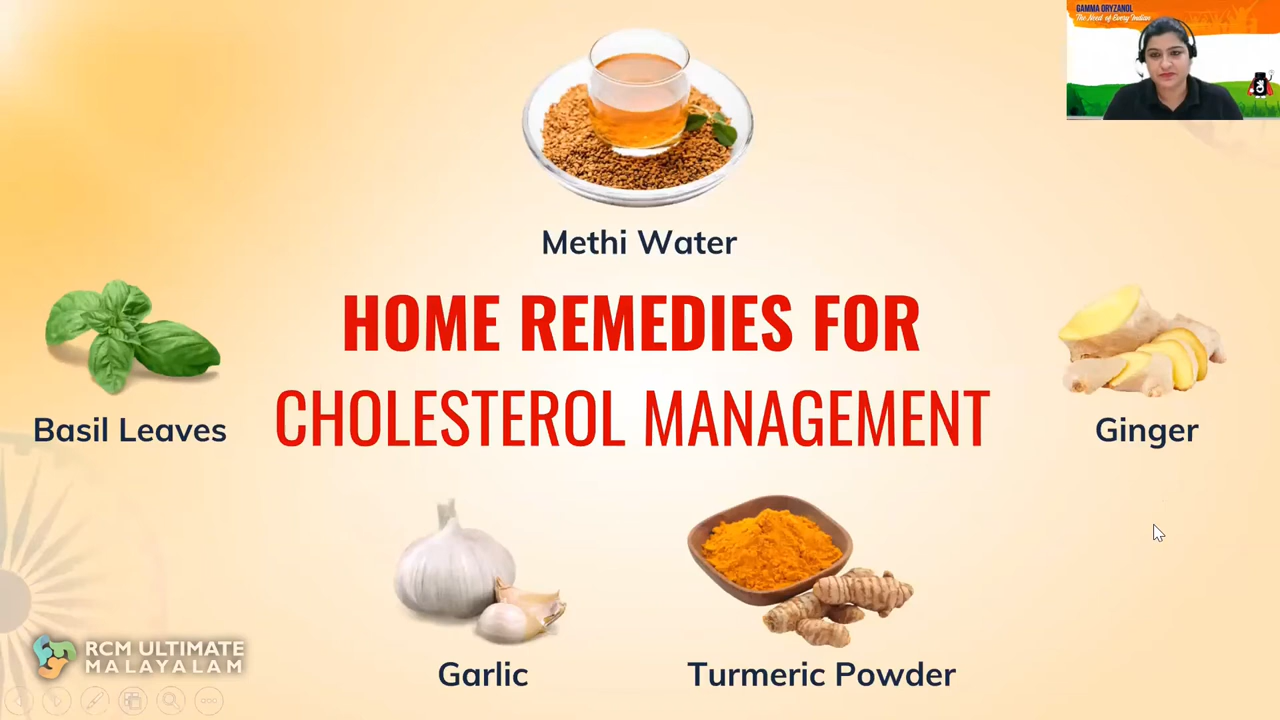 GAMMA ORYZANOL
The Need of Every Indian
Methi Water
HOME REMEDIES FOR
CHOLESTEROL MANAGEMENT
Basil Leaves
Ginger
Garlic
Turmeric Powder
RCM ULTIMATE
MALAYALAM